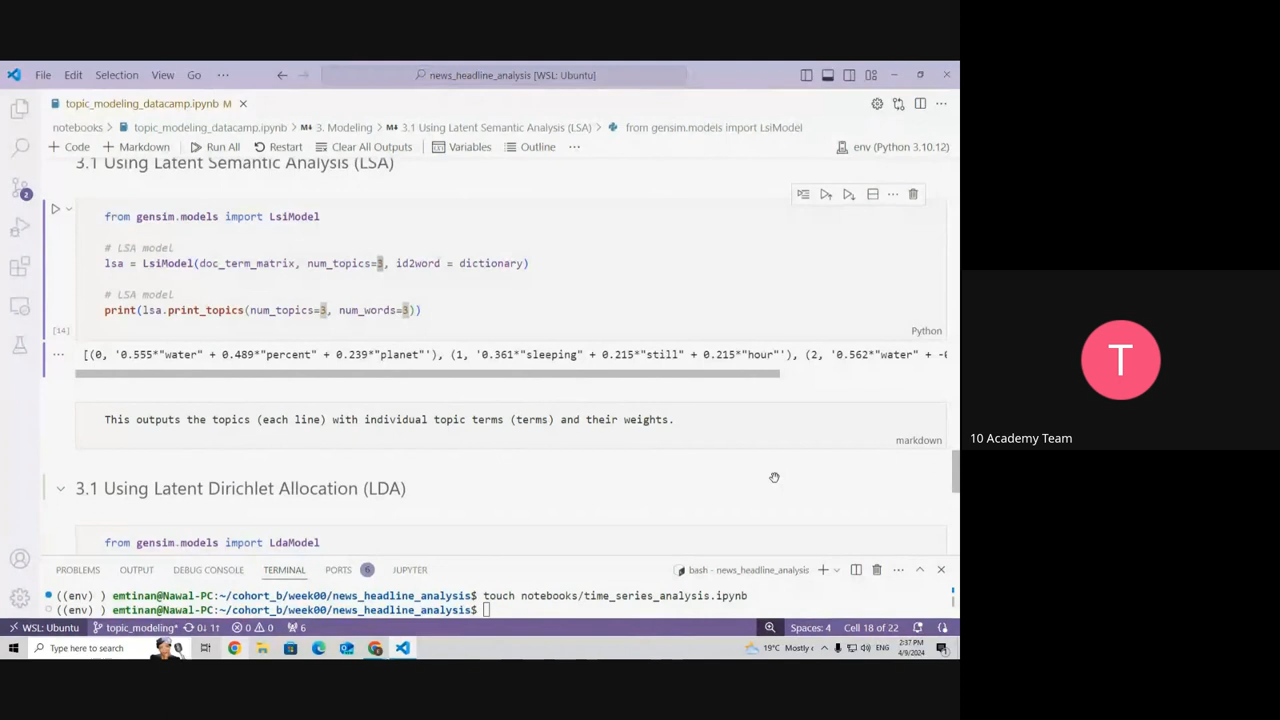 File Edit Selection View Go ··· news_headline_analysis [WSL: Ubuntu]
topic_modeling_datacamp.ipynb M
notebooks > topic_modeling_datacamp.ipynb > M↓ 3. Modeling > M↓ 3.1 Using Latent Semantic Analysis (LSA) > from gensim.models import LsiModel
+ Code + Markdown Run All Restart Clear All Outputs Variables Outline ··· env (Python 3.10.12)
3.1 Using Latent Semantic Analysis (LSA)
from gensim.models import LsiModel
# LSA model
lsa = LsiModel(doc_term_matrix, num_topics=3, id2word = dictionary)
# LSA model
print(lsa.print_topics(num_topics=3, num_words=3))
[14] Python
[(0, '0.555*"water" + 0.489*"percent" + 0.239*"planet"'), (1, '0.361*"sleeping" + 0.215*"still" + 0.215*"hour"'), (2, '0.562*"water" +
This outputs the topics (each line) with individual topic terms (terms) and their weights.
markdown
3.1 Using Latent Dirichlet Allocation (LDA)
from gensim.models import LdaModel
PROBLEMS OUTPUT DEBUG CONSOLE TERMINAL PORTS 6 JUPYTER bash - news_headline_analysis
((env) ) emtinan@Nawal-PC:~/cohort_b/week00/news_headline_analysis$ touch notebooks/time_series_analysis.ipynb
((env) ) emtinan@Nawal-PC:~/cohort_b/week00/news_headline_analysis$
WSL: Ubuntu topic_modeling* 0↓ 1↑ 0 0 6 Spaces: 4 Cell 18 of 22
Type here to search 19°C Mostly c ENG 2:37 PM
4/9/2024
2
T
10 Academy Team